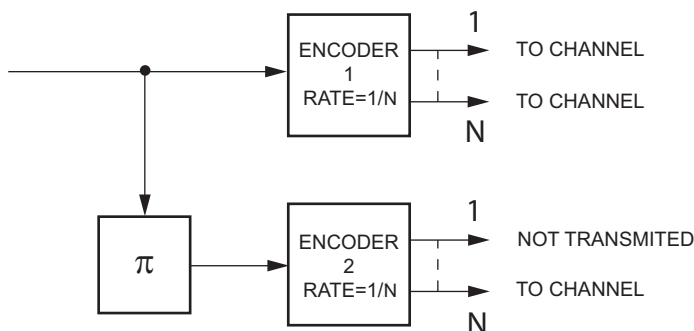 1
ENCODER
1
RATE=1/N
TO CHANNEL
TO CHANNEL
N
π
ENCODER
2
RATE=1/N
1
NOT TRANSMITED
TO CHANNEL
N